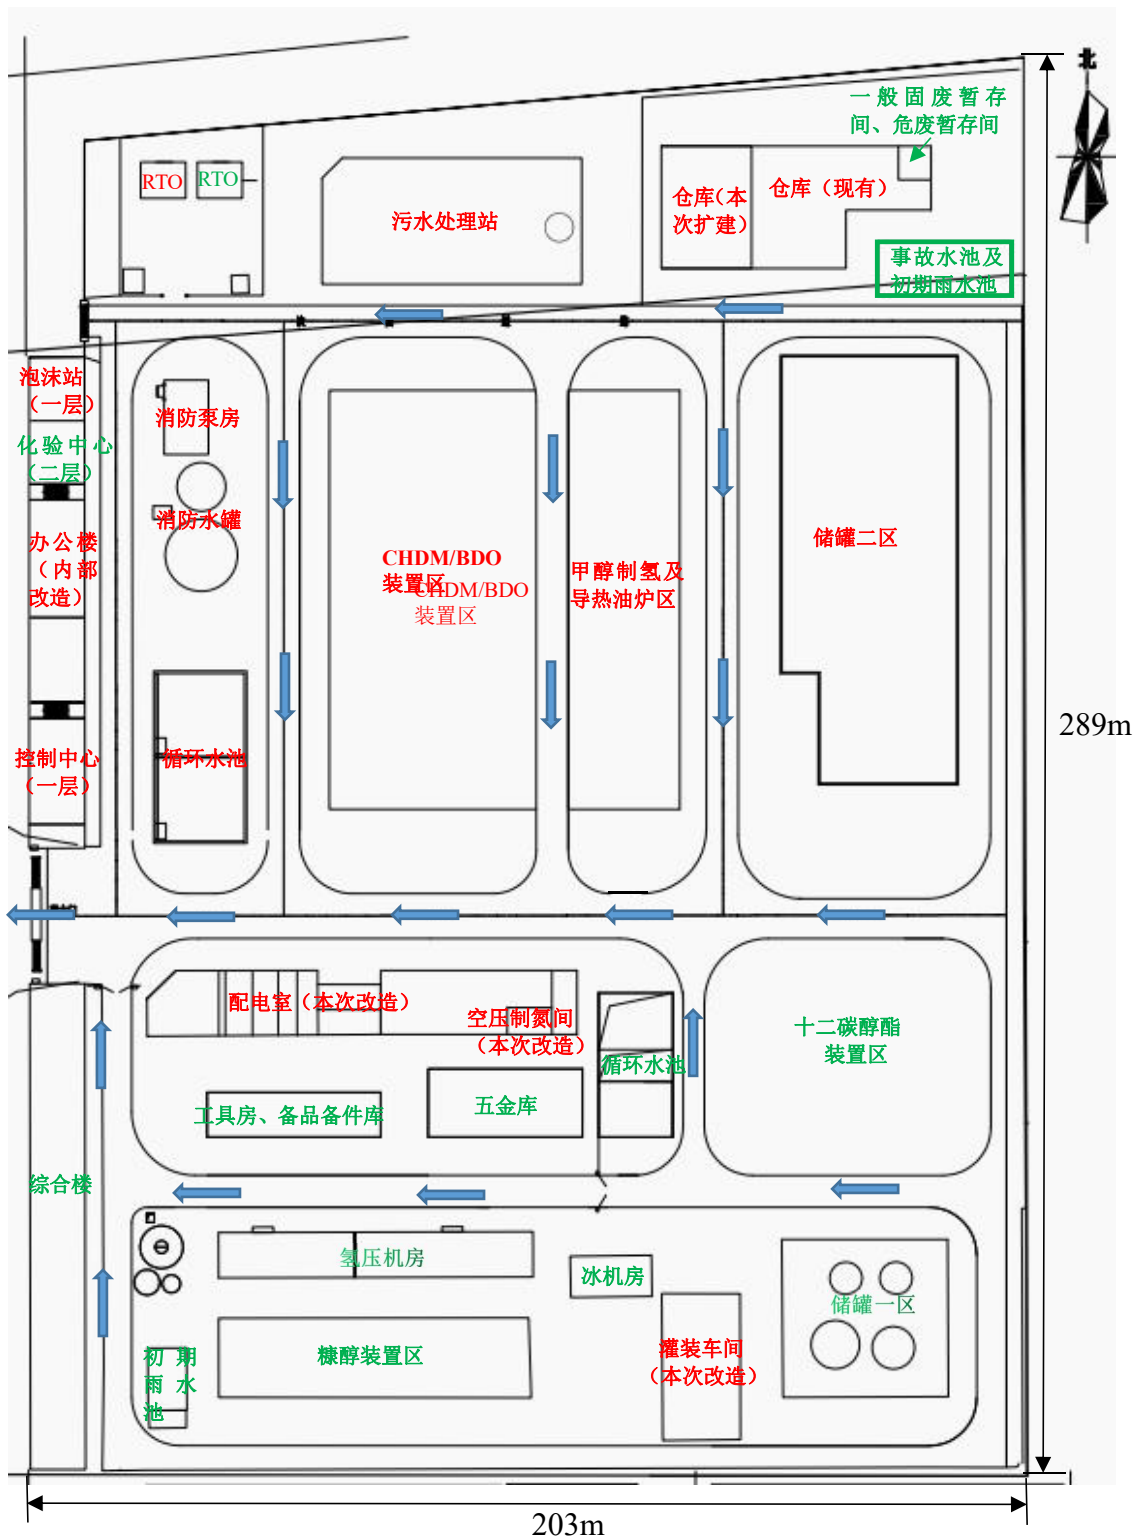 北
一般固废暂存
间、危废暂存间
RTO
RTO
污水处理站
仓库（本
次扩建）
仓库（现有）
事故水池及
初期雨水池
泡沫站
（一层）
化验中心
（二层）
办公楼
（内部
改造）
控制中心
（一层）
消防泵房
消防水罐
循环水池
CHDM/BDO
装置区
CHDM/BDO
装置区
甲醇制氢及
导热油炉区
储罐二区
289m
配电室（本次改造）
空压制氮间
（本次改造）
循环水池
十二碳醇酯
装置区
工具房、备品备件库
五金库
综合楼
氢压机房
冰机房
储罐一区
初期
雨水
池
糠醇装置区
灌装车间
（本次改造）
203m